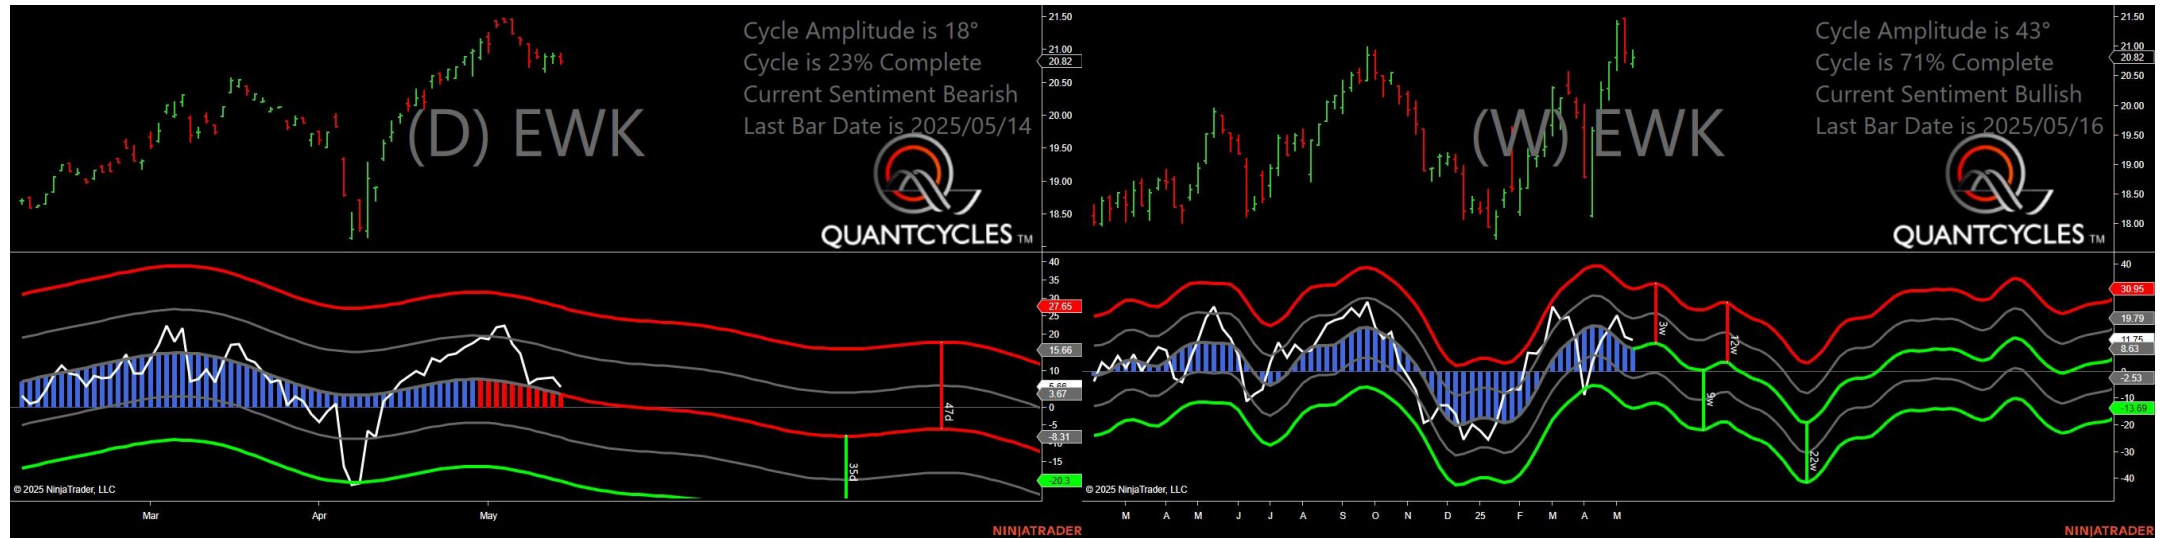 Cycle Amplitude is 18°
Cycle is 23% Complete
Current Sentiment Bearish
Last Bar Date is 2025/05/14
(D) EWK
QUANTCYCLES TM
21.50
21.00
20.82
20.50
20.00
19.50
19.00
18.50
40
35
30
27.65
25
20
15.66
10
5.66
3.67
0
-5
-8.31
-15
-20.3
47d
35d
© 2025 NinjaTrader, LLC
Mar
Apr
May
NINJATRADER
Cycle Amplitude is 43°
Cycle is 71% Complete
Current Sentiment Bullish
Last Bar Date is 2025/05/16
(W) EWK
QUANTCYCLES TM
21.50
21.00
20.82
20.50
20.00
19.50
19.00
18.50
18.00
40
30.95
19.79
11.75
8.63
-2.53
-10
-13.69
-20
-30
-40
3w
12w
9w
22w
© 2025 NinjaTrader, LLC
M
A
M
J
J
A
S
O
N
D
25
F
M
A
M
NINJATRADER